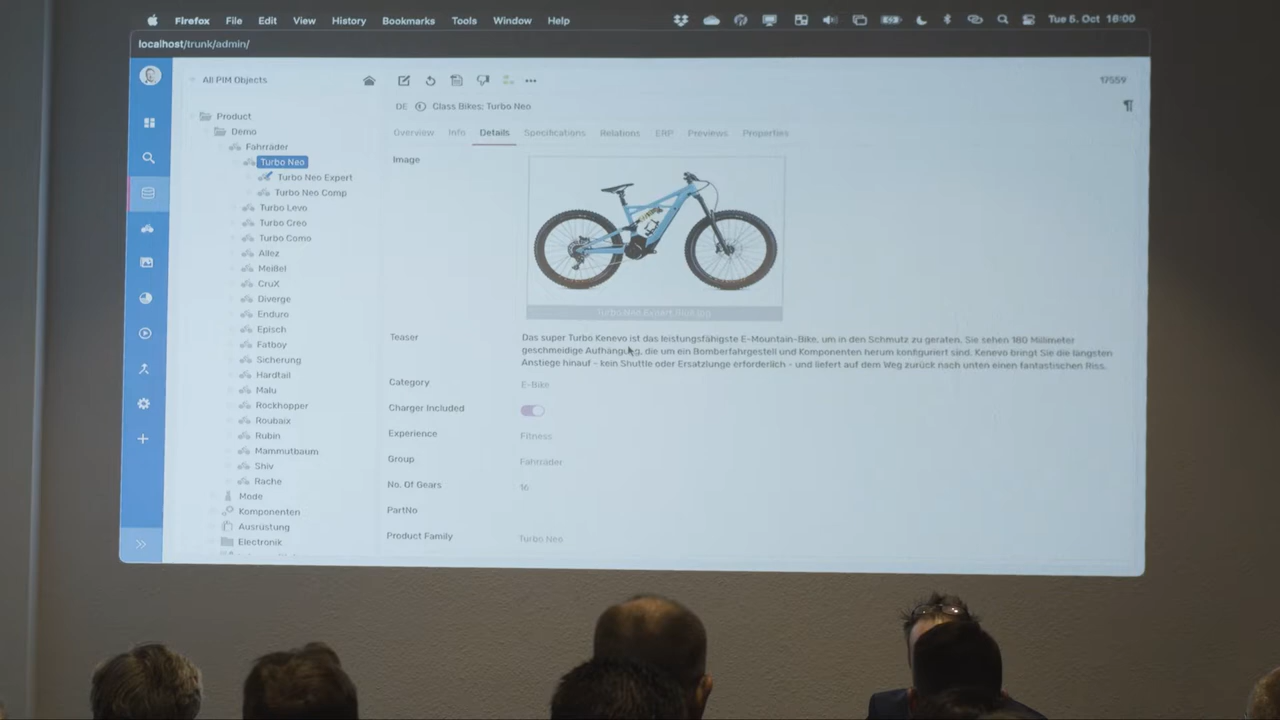 Firefox File Edit View History Bookmarks Tools Window Help Tue 5. Oct 16:00
localhost/trunk/admin/
All PIM Objects
17559
DE Class Bikes: Turbo Neo
Overview Info Details Specifications Relations ERP Previews Properties
Product
Demo
Fahrräder
Turbo Neo
Turbo Neo Expert
Turbo Neo Comp
Turbo Levo
Turbo Creo
Turbo Como
Allez
Meißel
CruX
Diverge
Enduro
Episch
Fatboy
Sicherung
Hardtail
Malu
Rockhopper
Roubaix
Rubin
Mammutbaum
Shiv
Rache
Mode
Komponenten
Ausrüstung
Electronik
Image
Turbo Neo Expert
Teaser
Das super Turbo Kenevo ist das leistungsfähigste E-Mountain-Bike, um in den Schmutz zu geraten. Sie sehen 180 Millimeter
geschmeidige Aufhängung, die um ein Bomberfahrgestell und Komponenten herum konfiguriert sind. Kenevo bringt Sie die längsten
Anstiege hinauf - kein Shuttle oder Ersatzlunge erforderlich - und liefert auf dem Weg zurück nach unten einen fantastischen Riss.
Category E-Bike
Charger Included
Experience Fitness
Group Fahrräder
No. Of Gears
PartNo
Product Family Turbo Neo